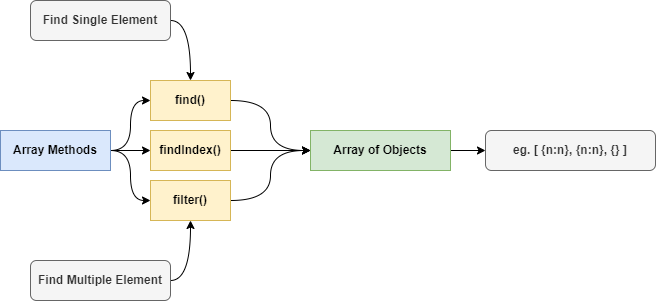 Find Single Element
find()
Array Methods
findIndex()
Array of Objects
eg. [ {n:n}, {n:n}, {} ]
filter()
Find Multiple Element